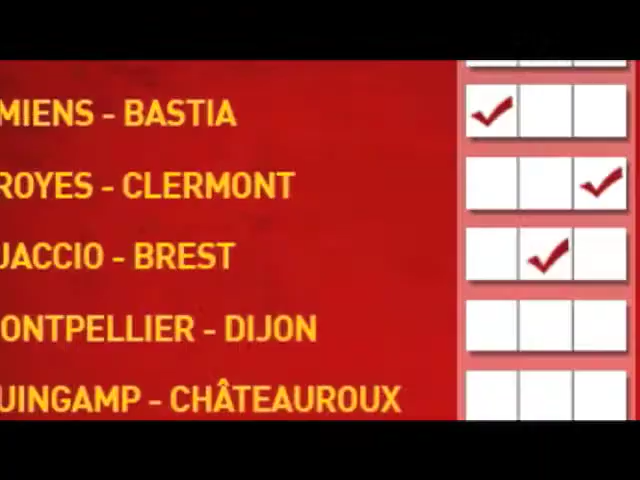 MIENS - BASTIA
ROYES - CLERMONT
JACCIO - BREST
ONTPELLIER - DIJON
UINGAMP - CHÂTEAUROUX